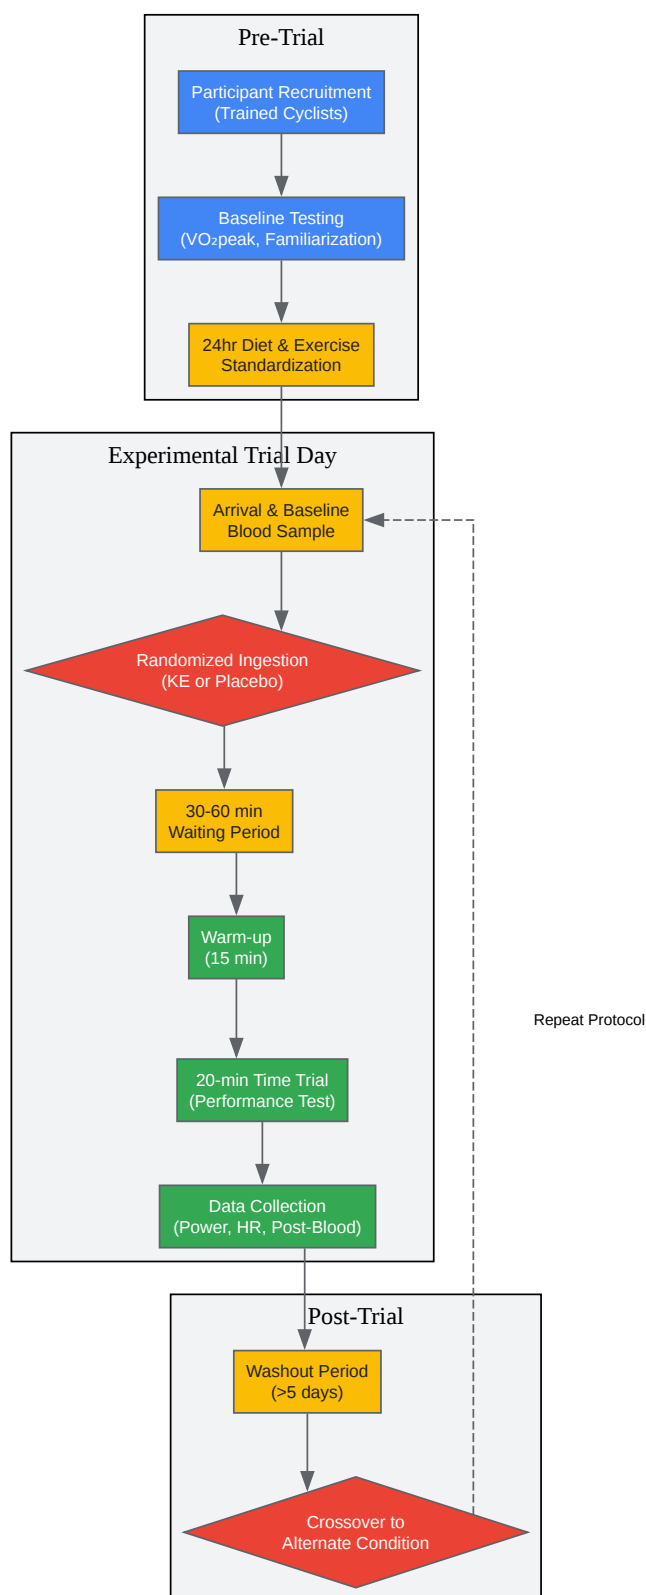 Pre-Trial
Participant Recruitment
(Trained Cyclists)
Baseline Testing
(VO₂peak, Familiarization)
24hr Diet & Exercise
Standardization
Experimental Trial Day
Arrival & Baseline
Blood Sample
Randomized Ingestion
(KE or Placebo)
30-60 min
Waiting Period
Warm-up
(15 min)
Repeat Protocol
20-min Time Trial
(Performance Test)
Data Collection
(Power, HR, Post-Blood)
Post-Trial
Washout Period
(>5 days)
Crossover to
Alternate Condition